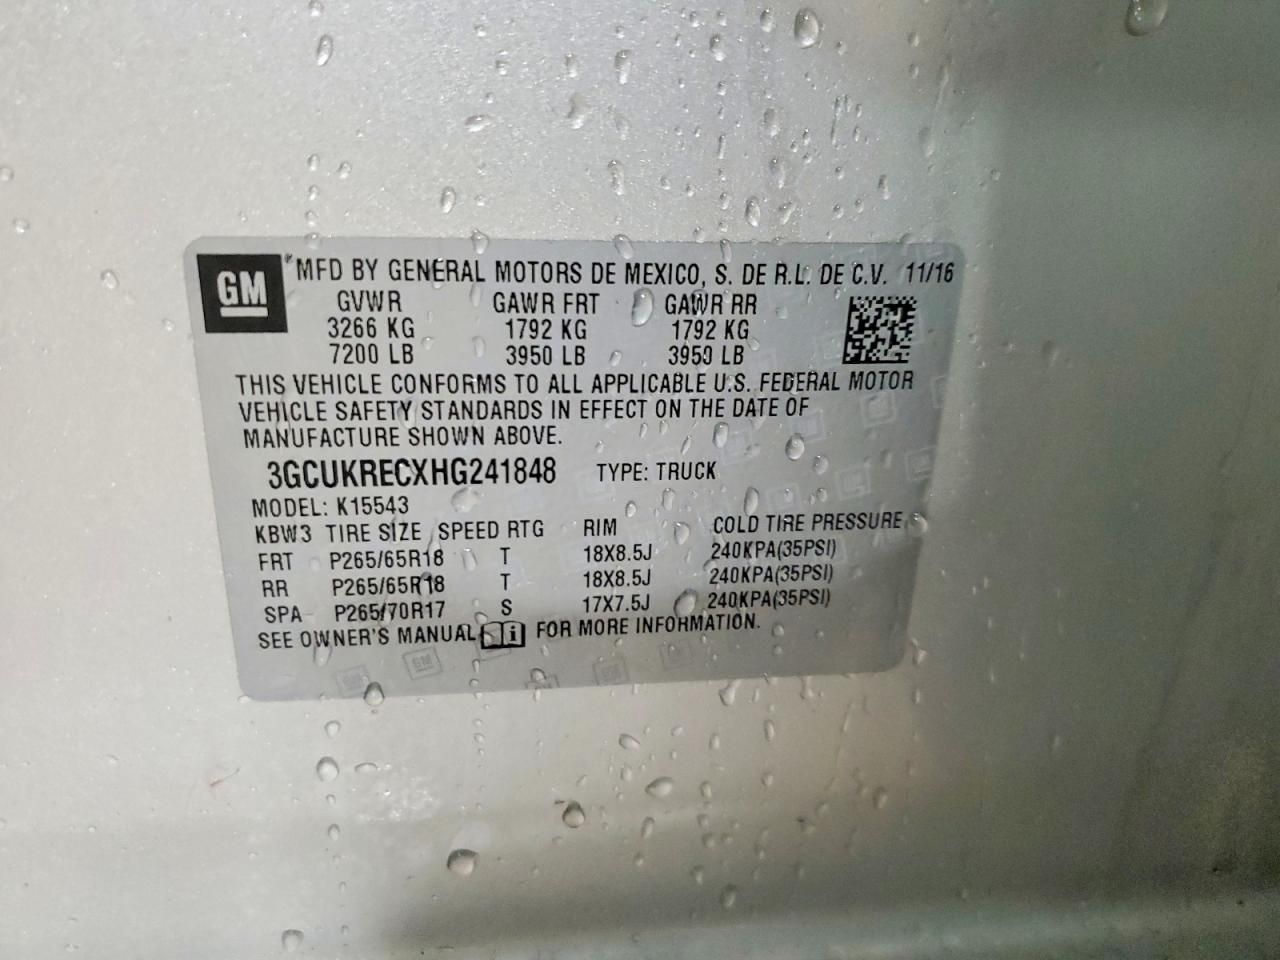 GM
MFD BY GENERAL MOTORS DE MEXICO, S. DE R.L. DE C.V. 11/16
GVWR GAWR FRT GAWR RR
3266 KG 1792 KG 1792 KG
7200 LB 3950 LB 3950 LB
THIS VEHICLE CONFORMS TO ALL APPLICABLE U.S. FEDERAL MOTOR
VEHICLE SAFETY STANDARDS IN EFFECT ON THE DATE OF
MANUFACTURE SHOWN ABOVE.
3GCUKRECXHG241848 TYPE: TRUCK
MODEL: K15543
KBW3 TIRE SIZE SPEED RTG RIM COLD TIRE PRESSURE
FRT P265/65R18 T 18X8.5J 240KPA(35PSI)
RR P265/65R18 T 18X8.5J 240KPA(35PSI)
SPA P265/70R17 S 17X7.5J 240KPA(35PSI)
SEE OWNER'S MANUAL i FOR MORE INFORMATION.